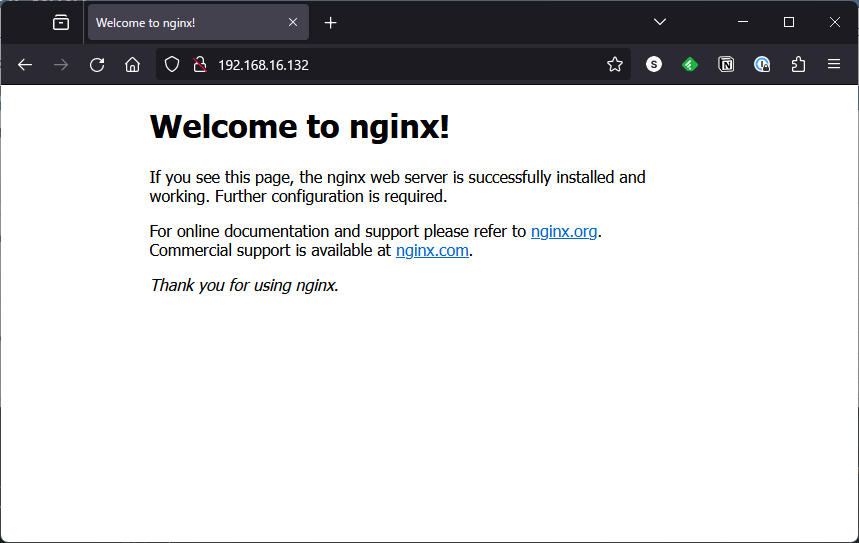 Welcome to nginx!
192.168.16.132
S
Welcome to nginx!
If you see this page, the nginx web server is successfully installed and
working. Further configuration is required.
For online documentation and support please refer to nginx.org.
Commercial support is available at nginx.com.
Thank you for using nginx.